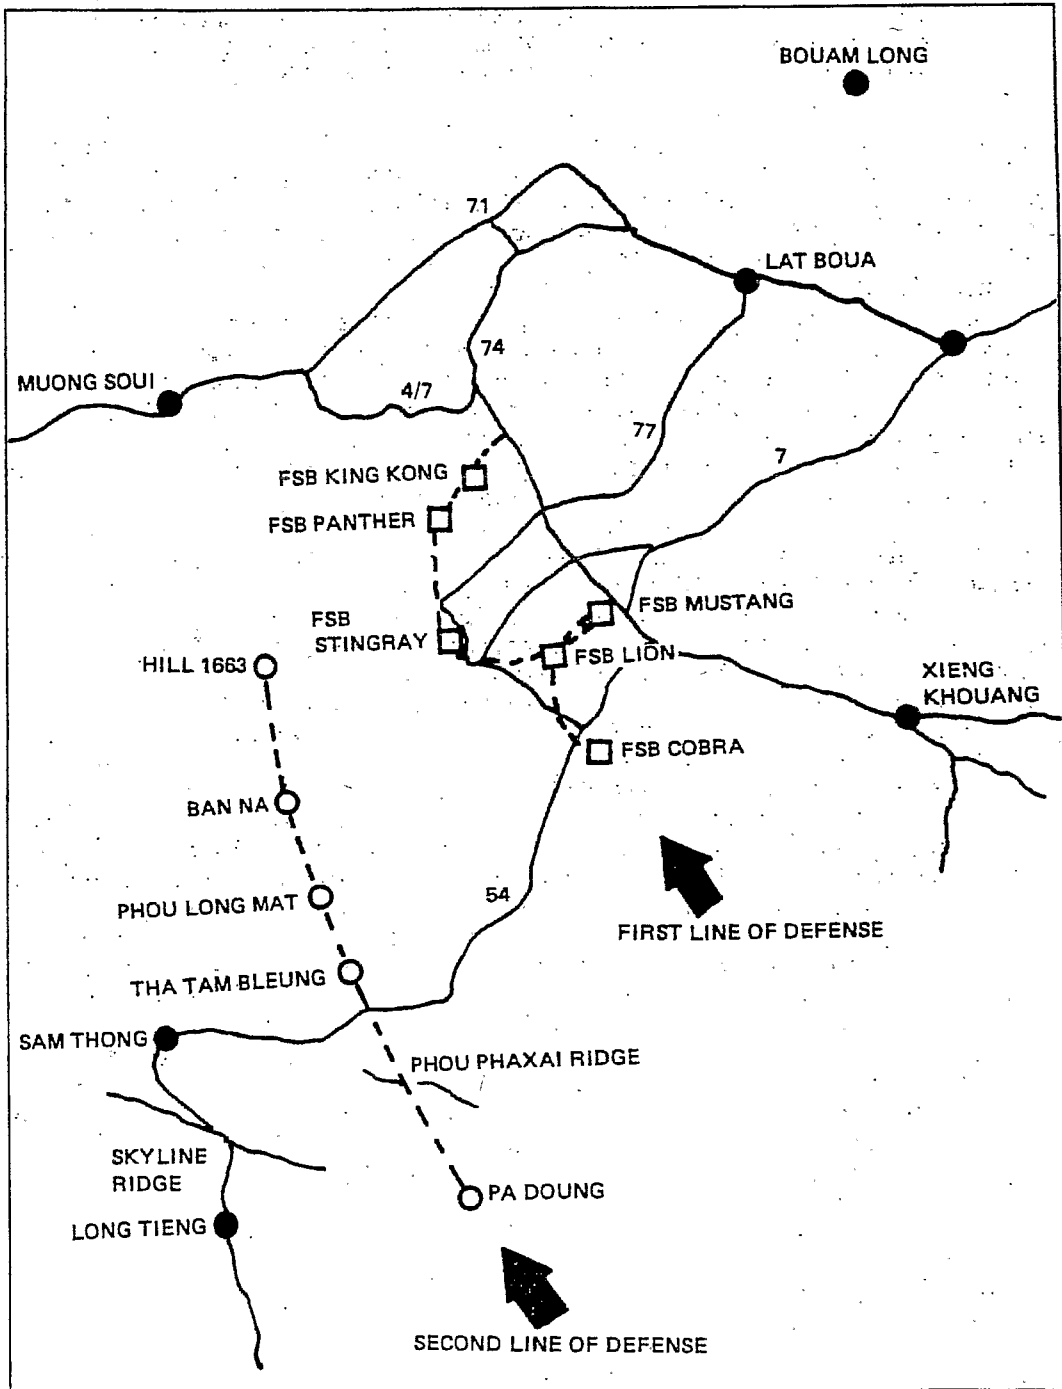 BOUAM LONG
71
LAT BOUA
74
MUONG SOUI
4/7
77
7
FSB KING KONG
FSB PANTHER
FSB MUSTANG
FSB
STINGRAY
FSB LION
HILL 1663
XIENG
KHOUANG
FSB COBRA
BAN NA
54
PHOU LONG MAT
FIRST LINE OF DEFENSE
THA TAM BLEUNG
SAM THONG
PHOU PHAXAI RIDGE
SKYLINE
RIDGE
PA DOUNG
LONG TIENG
SECOND LINE OF DEFENSE